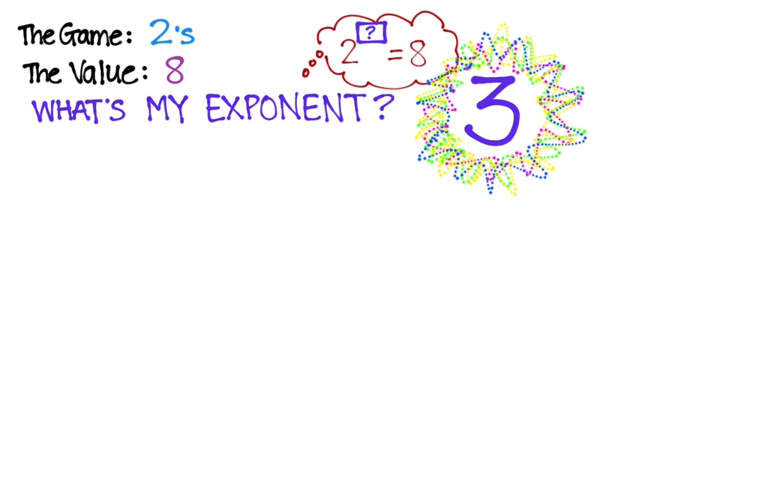 The Game: 2's
The Value: 8
WHAT'S MY EXPONENT?
2^? = 8
3